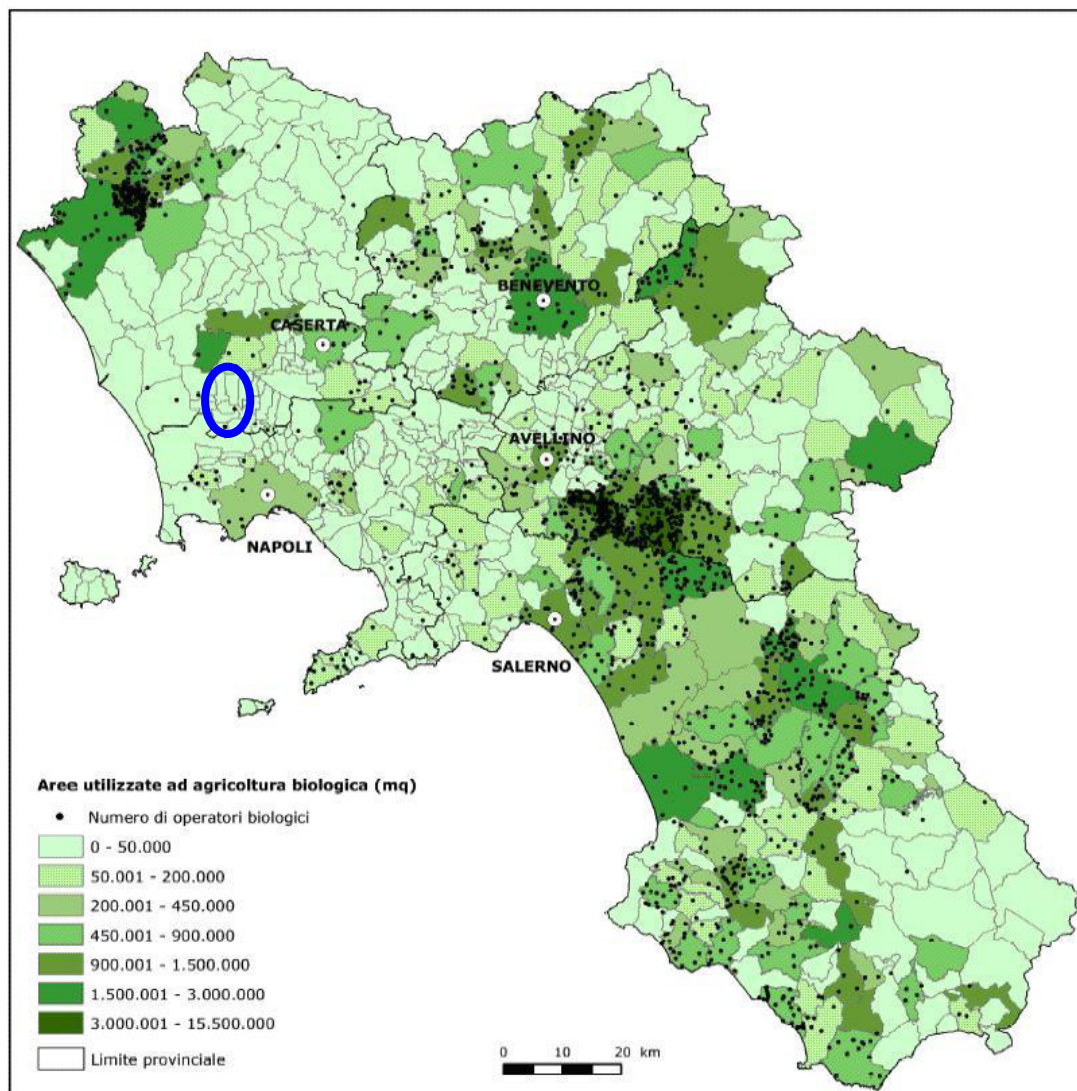 BENEVENTO
CASERTA
AVELLINO
NAPOLI
SALERNO
Aree utilizzate ad agricoltura biologica (mq)
Numero di operatori biologici
0 - 50.000
50.001 - 200.000
200.001 - 450.000
450.001 - 900.000
900.001 - 1.500.000
1.500.001 - 3.000.000
3.000.001 - 15.500.000
Limite provinciale
0 10 20 km